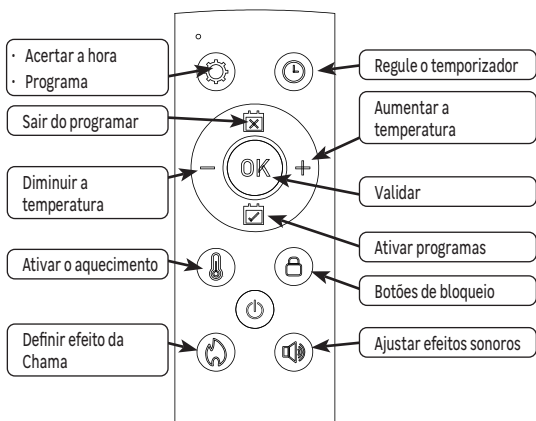 · Acertar a hora
· Programa
Sair do programar
Diminuir a
temperatura
Ativar o aquecimento
Definir efeito da
Chama
OK
Regule o temporizador
Aumentar a
temperatura
Validar
Ativar programas
Botões de bloqueio
Ajustar efeitos sonoros